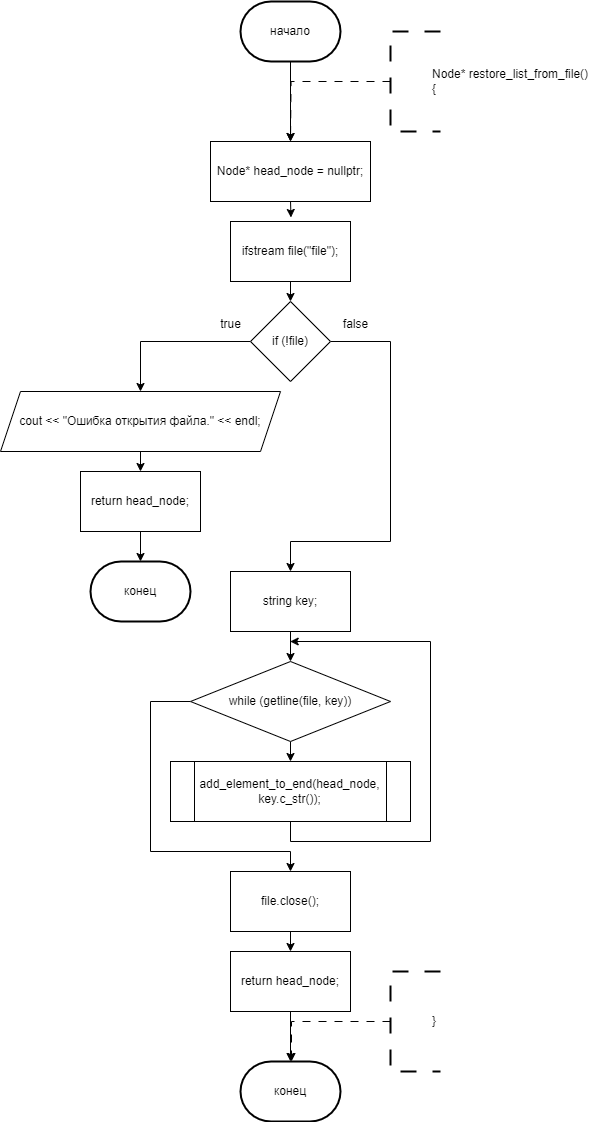 начало
Node* restore_list_from_file()
{
Node* head_node = nullptr;
ifstream file("file");
true
false
if (!file)
cout << "Ошибка открытия файла." << endl;
return head_node;
конец
string key;
while (getline(file, key))
add_element_to_end(head_node,
key.c_str());
file.close();
return head_node;
}
конец